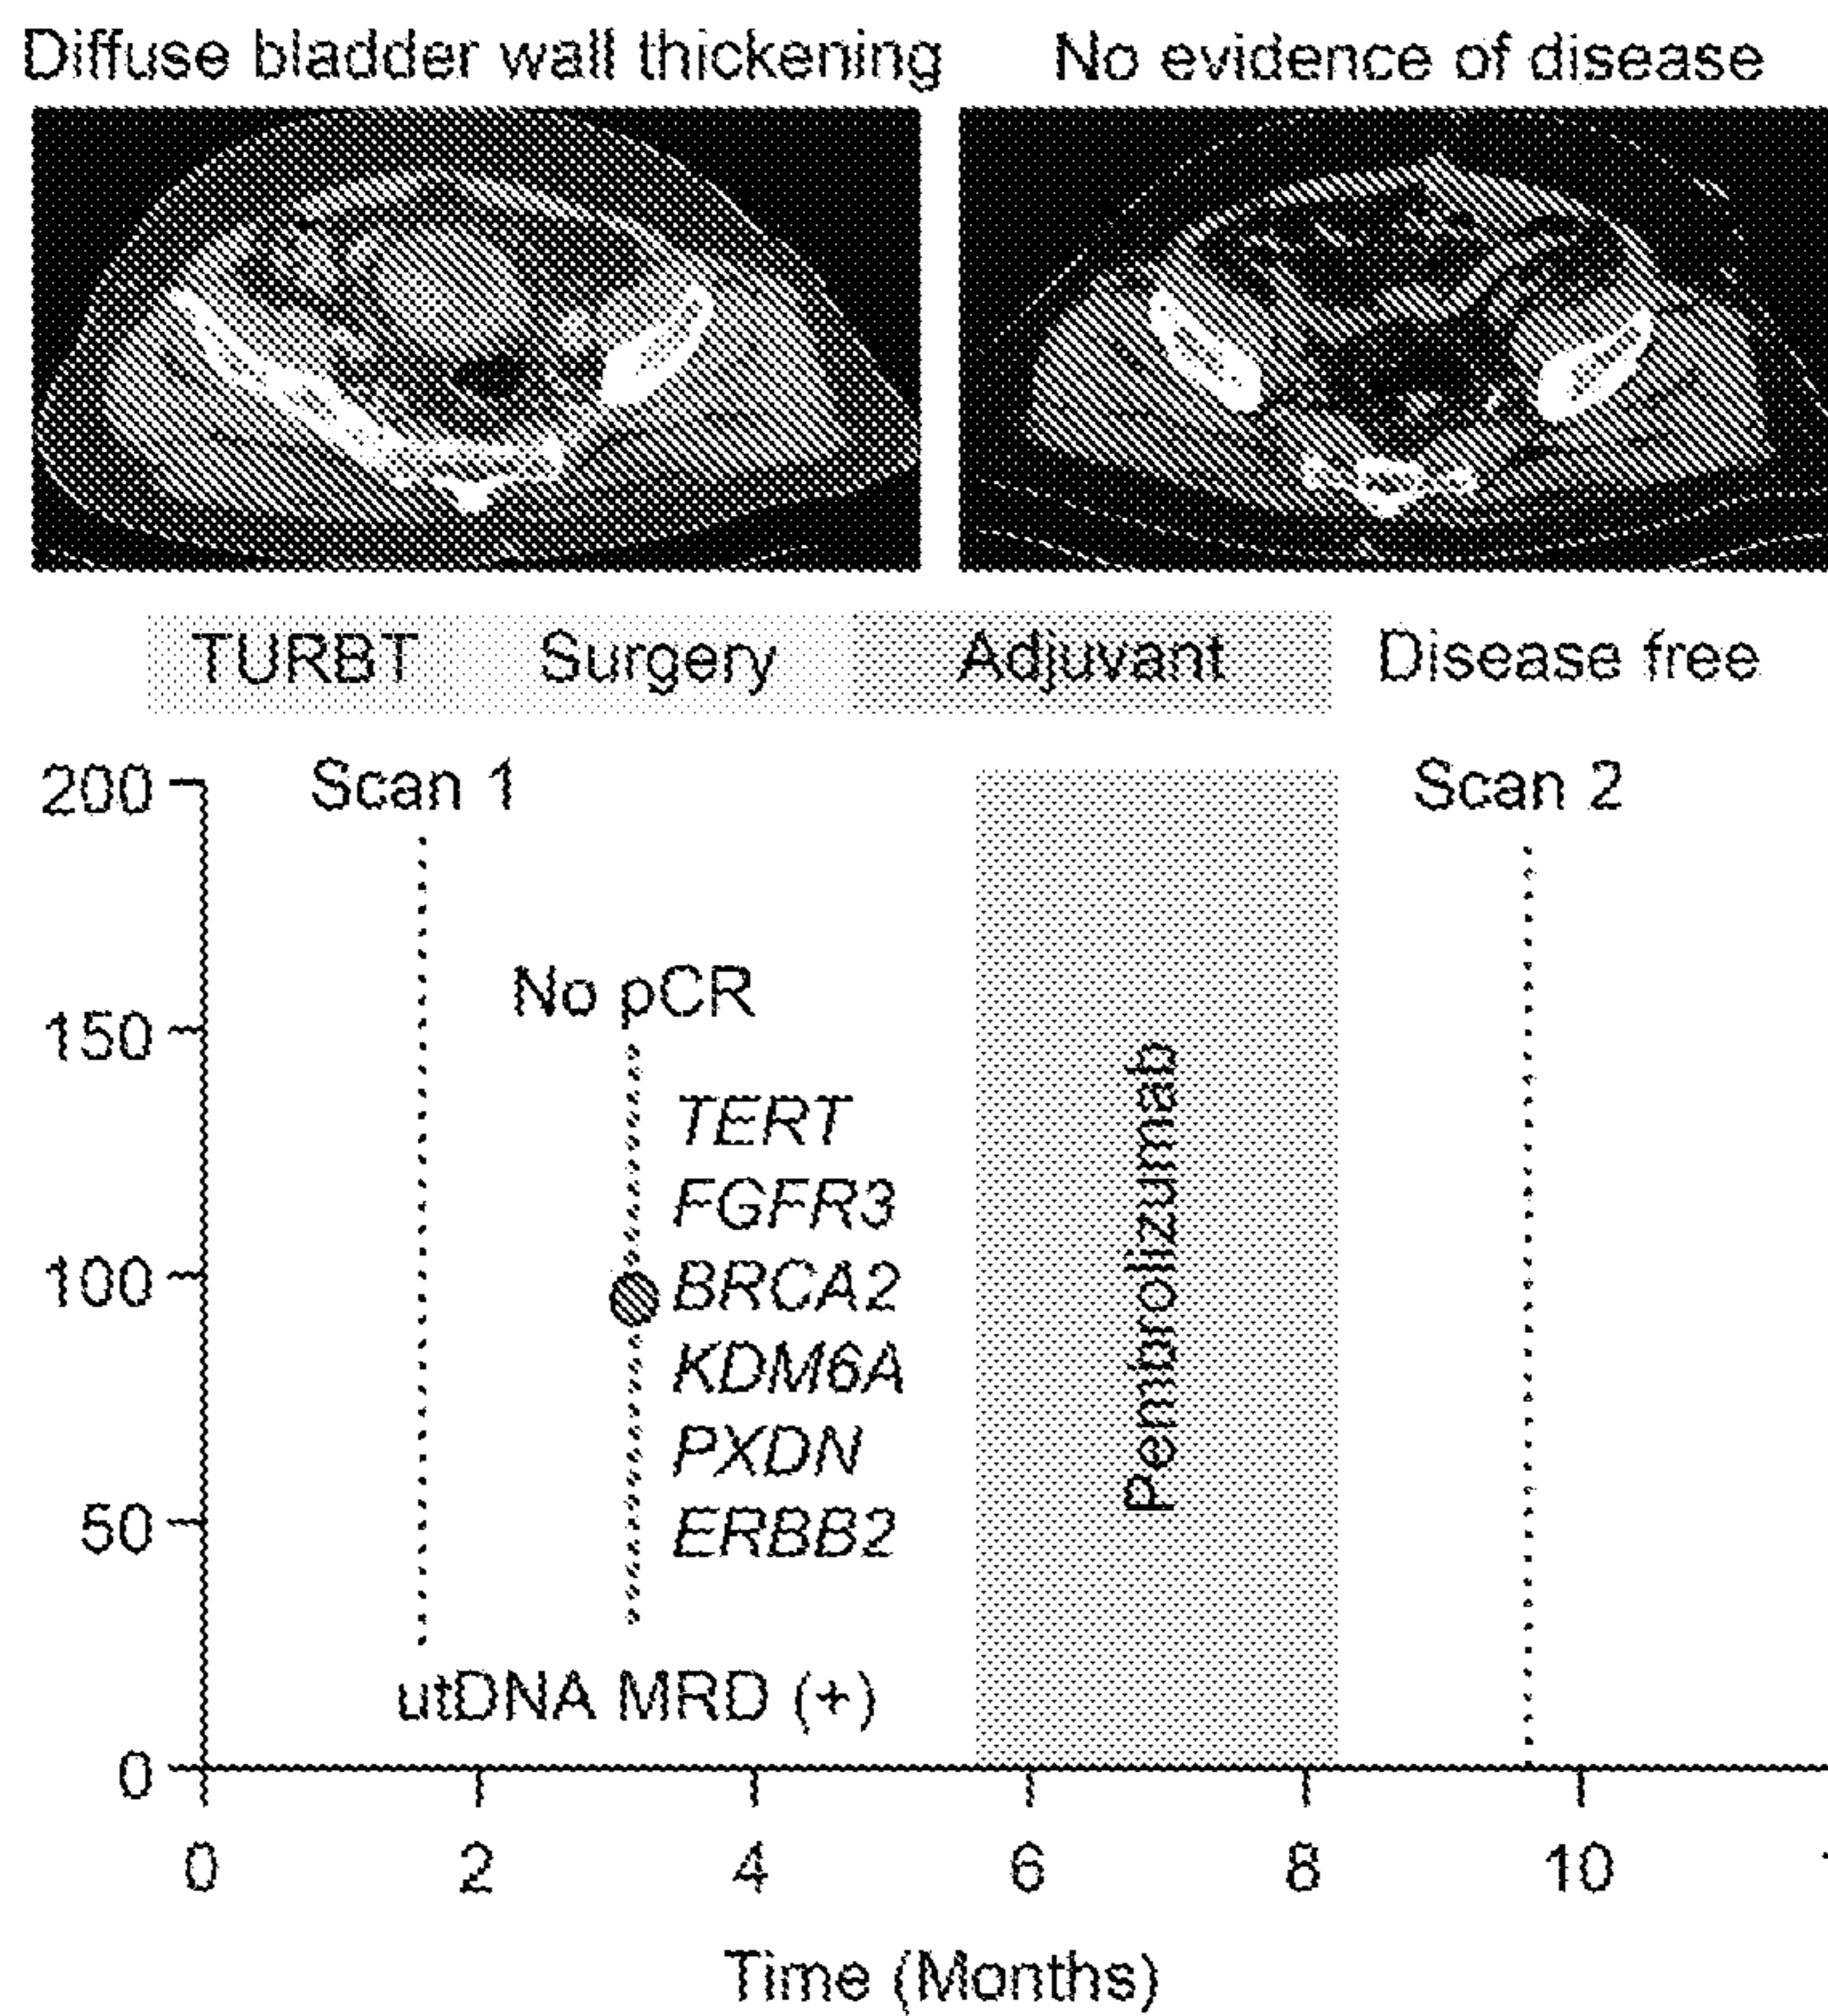 Diffuse bladder wall thickening
No evidence of disease
TURBT
Surgery
Adjuvant
Disease free
200
150
100
50
0
Scan 1
Scan 2
No pCR
TERT
FGFR3
BRCA2
KDM6A
PXDN
ERBB2
Pembrolizumab
utDNA MRD (+)
0
2
4
6
8
10
Time (Months)